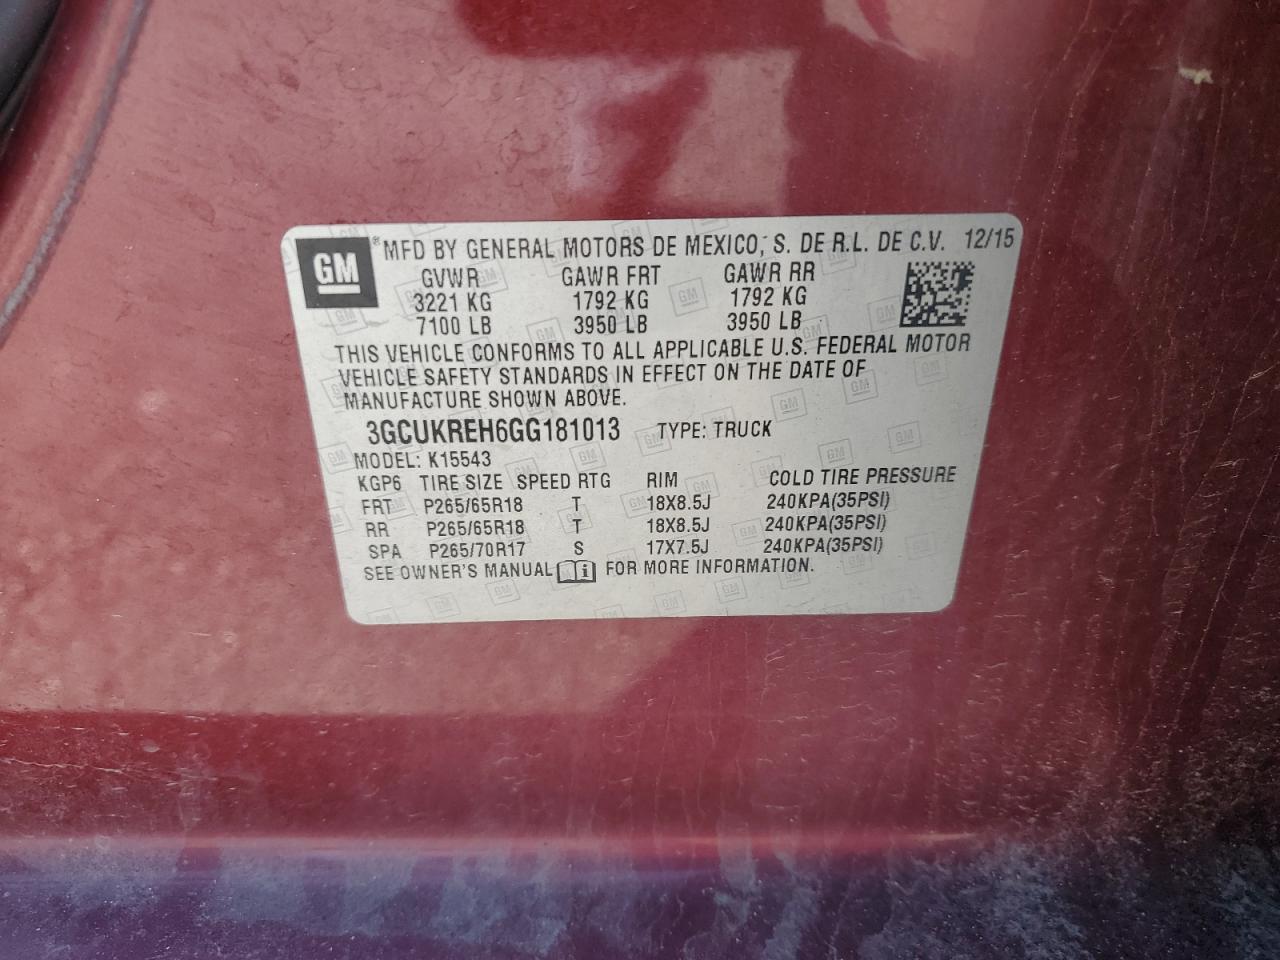 GM ® MFD BY GENERAL MOTORS DE MEXICO, S. DE R.L. DE C.V. 12/15
GVWR GAWR FRT GAWR RR
3221 KG 1792 KG 1792 KG
7100 LB 3950 LB 3950 LB
THIS VEHICLE CONFORMS TO ALL APPLICABLE U.S. FEDERAL MOTOR
VEHICLE SAFETY STANDARDS IN EFFECT ON THE DATE OF
MANUFACTURE SHOWN ABOVE.
3GCUKREH6GG181013 TYPE: TRUCK
MODEL: K15543
KGP6 TIRE SIZE SPEED RTG RIM COLD TIRE PRESSURE
FRT P265/65R18 T 18X8.5J 240KPA(35PSI)
RR P265/65R18 T 18X8.5J 240KPA(35PSI)
SPA P265/70R17 S 17X7.5J 240KPA(35PSI)
SEE OWNER'S MANUAL FOR MORE INFORMATION.